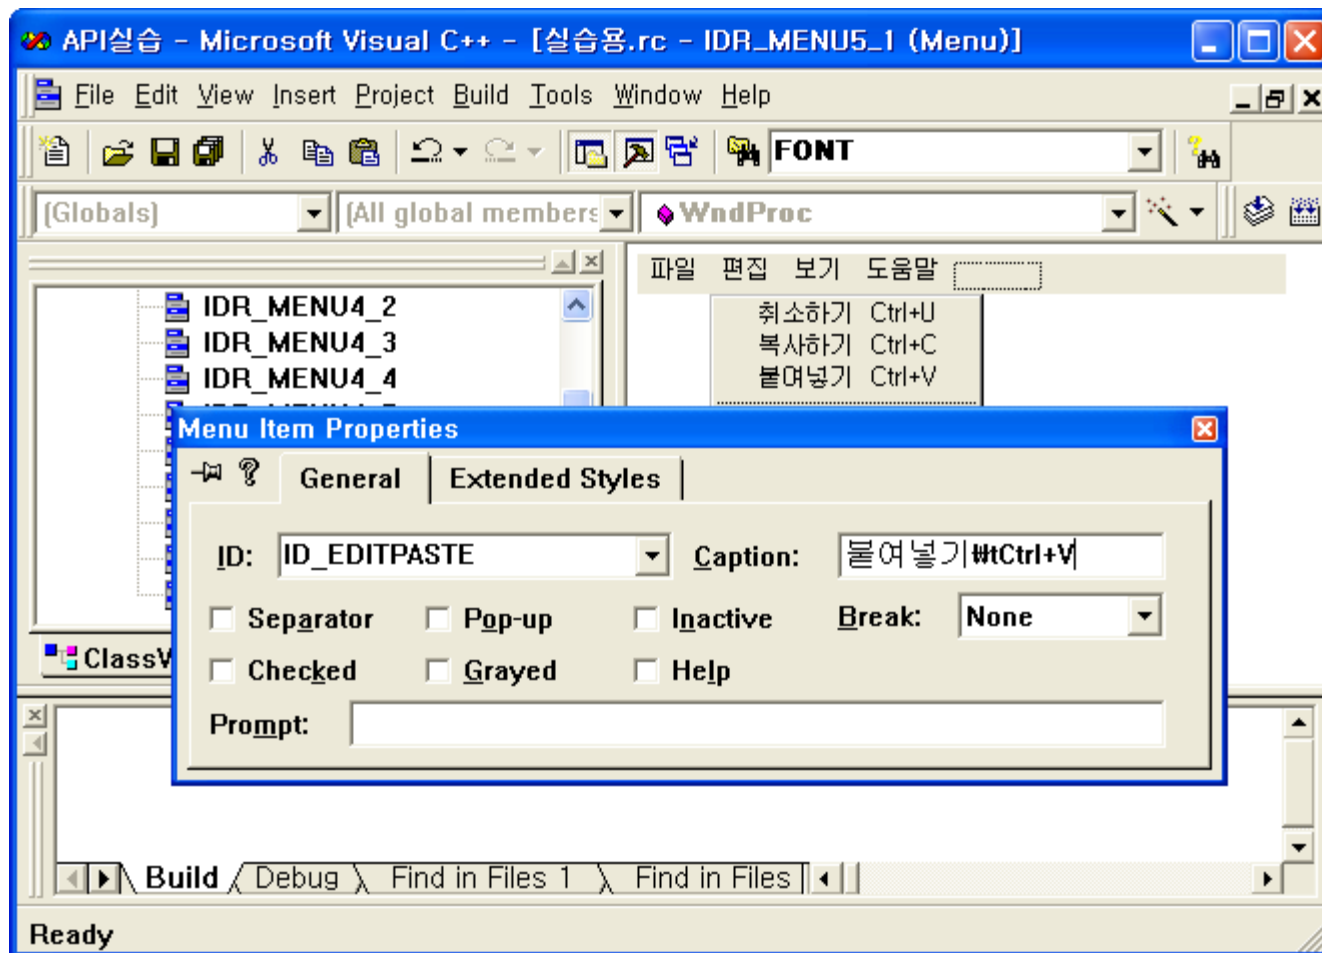 API실습 - Microsoft Visual C++ - [실습용.rc - IDR_MENU5_1 (Menu)]
File Edit View Insert Project Build Tools Window Help
FONT
(Globals) (All global members WndProc
IDR_MENU4_2
IDR_MENU4_3
IDR_MENU4_4
파일 편집 보기 도움말
취소하기 Ctrl+U
복사하기 Ctrl+C
붙여넣기 Ctrl+V
Menu Item Properties
General Extended Styles
ID: ID_EDITPASTE Caption: 붙여넣기₩tCtrl+V
Separator Pop-up Inactive Break: None
Checked Grayed Help
Prompt:
ClassV
Build Debug Find in Files 1 Find in Files
Ready